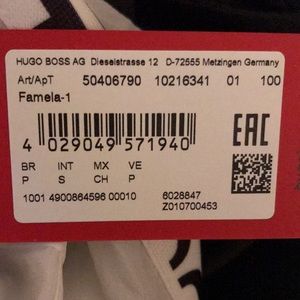 HUGO BOSS AG Dieselstrasse 12 D-72555 Metzingen Germany
Art/ApT 50406790 10216341 01 100
Famela-1
EAC
4 029049 571940
BR INT MX VE
P S CH P
1001 4900864596 00010 6028847
Z010700453